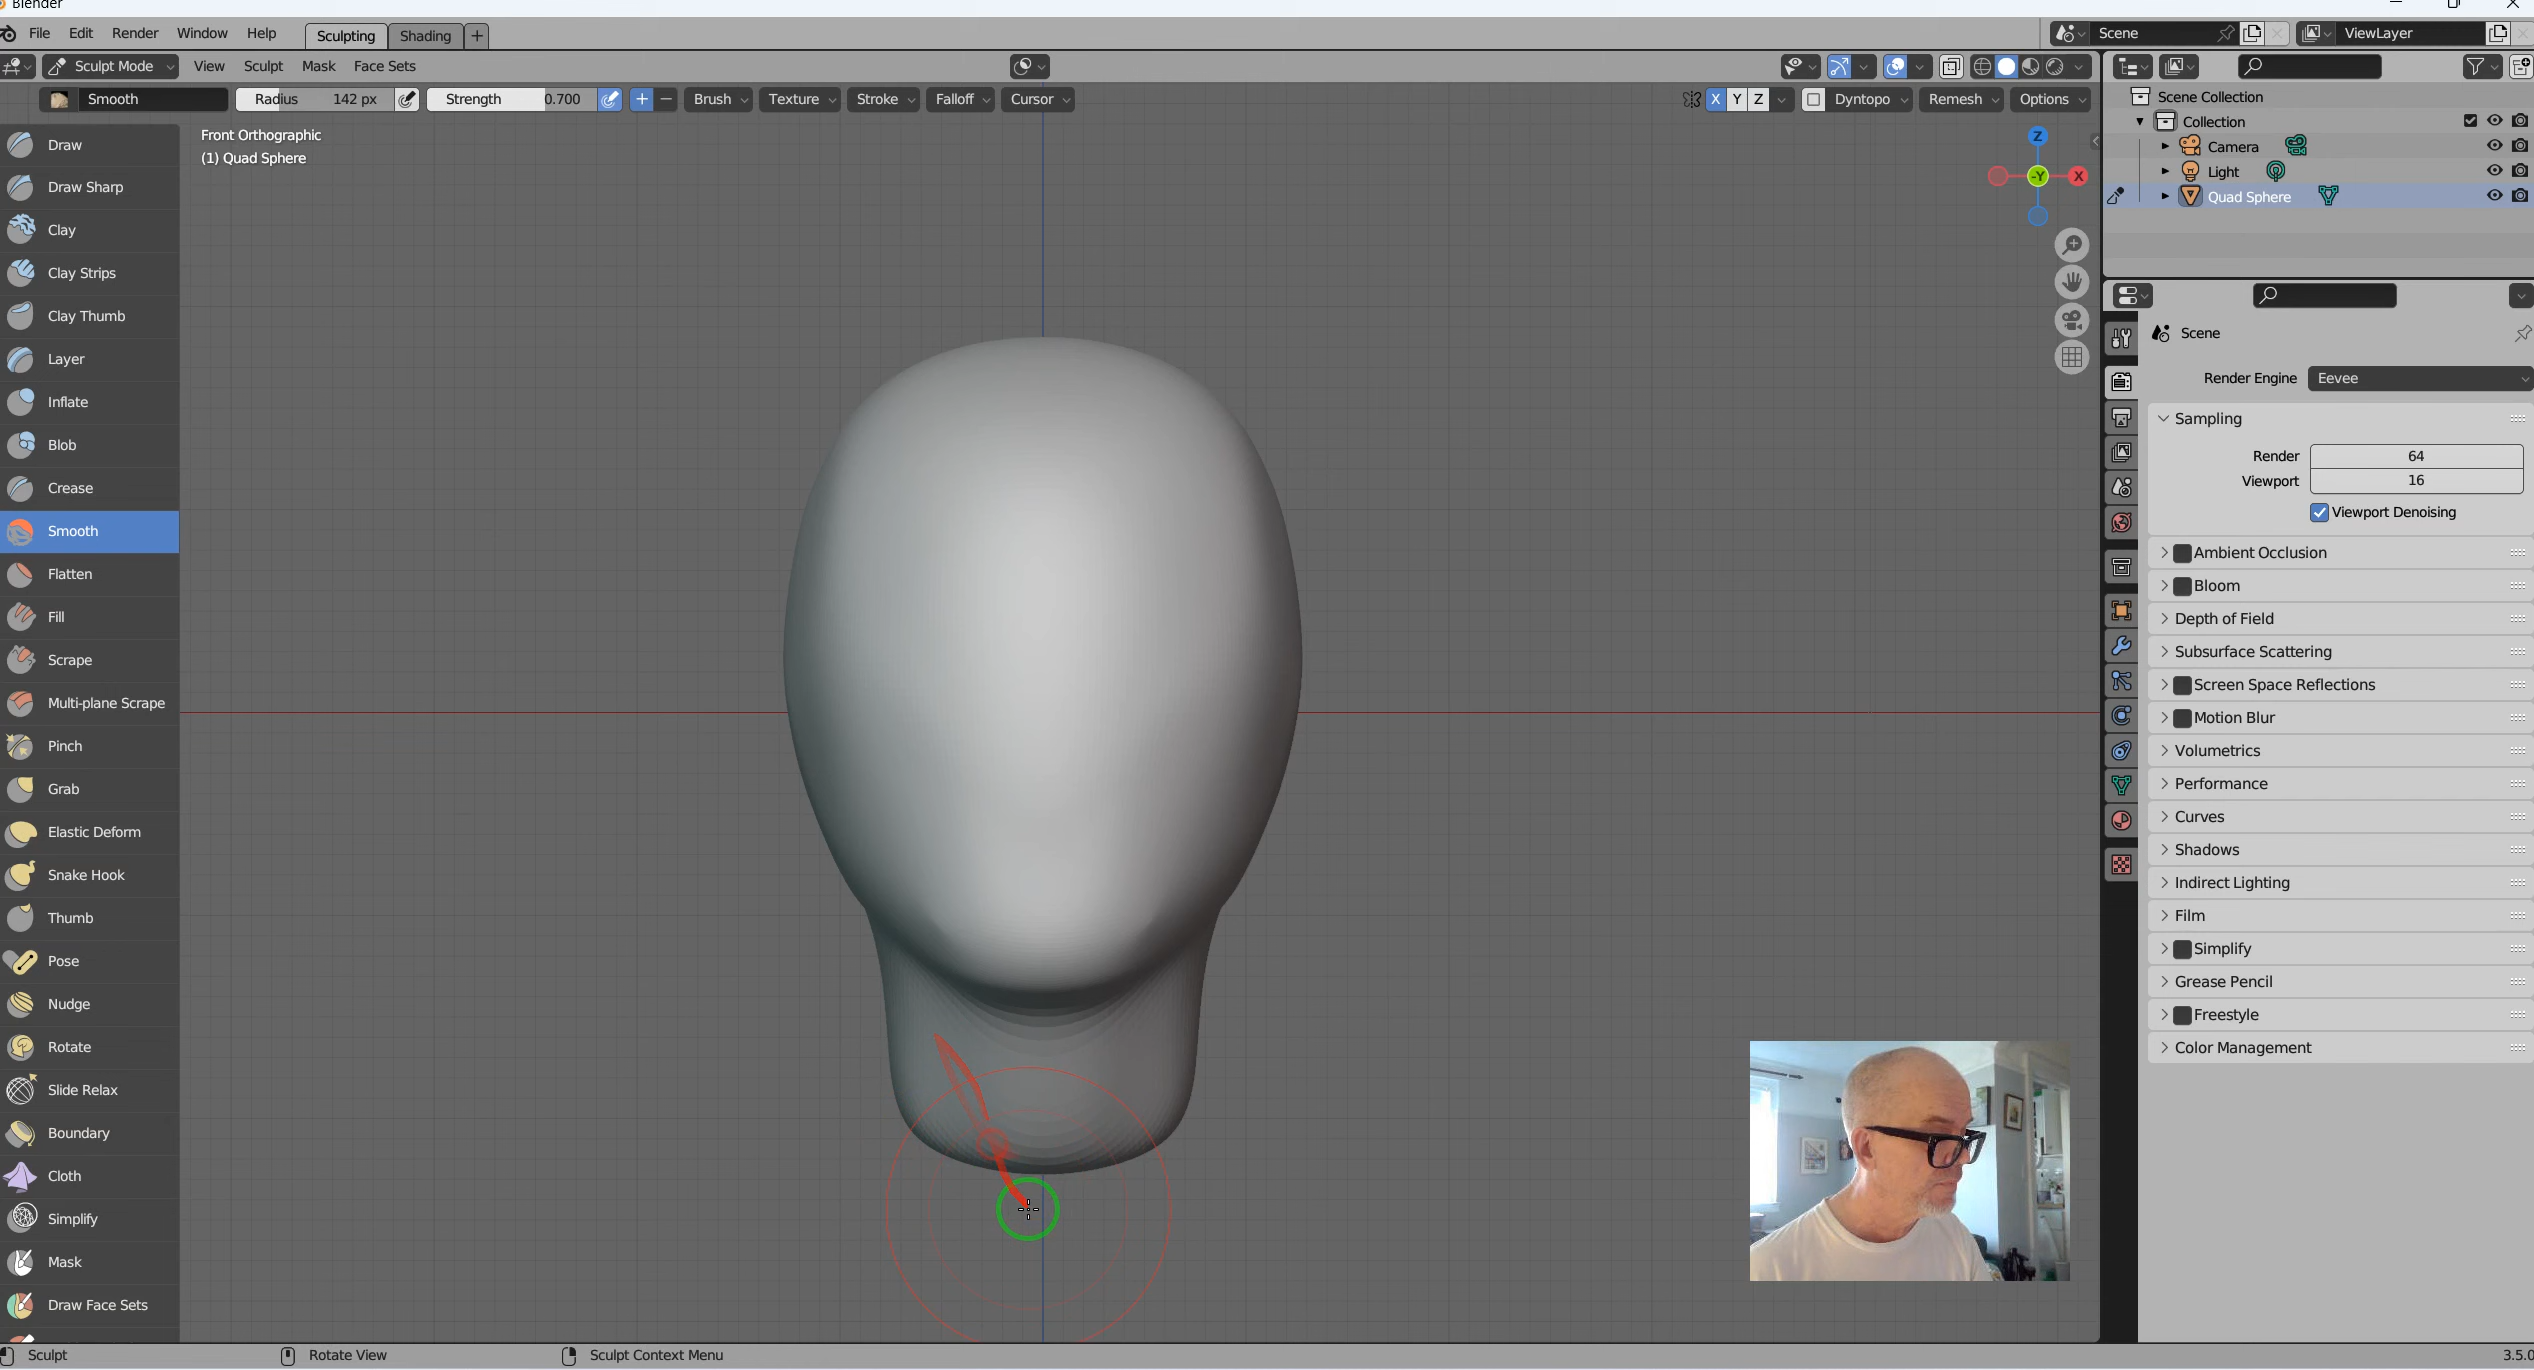 Blender
File Edit Render Window Help Sculpting Shading + Scene ViewLayer
Sculpt Mode View Sculpt Mask Face Sets
Smooth Radius 142 px Strength 0.700 + − Brush Texture Stroke Falloff Cursor X Y Z Dyntopo Remesh Options
Front Orthographic
(1) Quad Sphere
Z
-Y
X
Draw
Draw Sharp
Clay
Clay Strips
Clay Thumb
Layer
Inflate
Blob
Crease
Smooth
Flatten
Fill
Scrape
Multi-plane Scrape
Pinch
Grab
Elastic Deform
Snake Hook
Thumb
Pose
Nudge
Rotate
Slide Relax
Boundary
Cloth
Simplify
Mask
Draw Face Sets
Scene Collection
Collection
Camera
Light
Quad Sphere
Scene
Render Engine Eevee
Sampling
Render 64
Viewport 16
Viewport Denoising
Ambient Occlusion
Bloom
Depth of Field
Subsurface Scattering
Screen Space Reflections
Motion Blur
Volumetrics
Performance
Curves
Shadows
Indirect Lighting
Film
Simplify
Grease Pencil
Freestyle
Color Management
Sculpt Rotate View Sculpt Context Menu 3.5.0